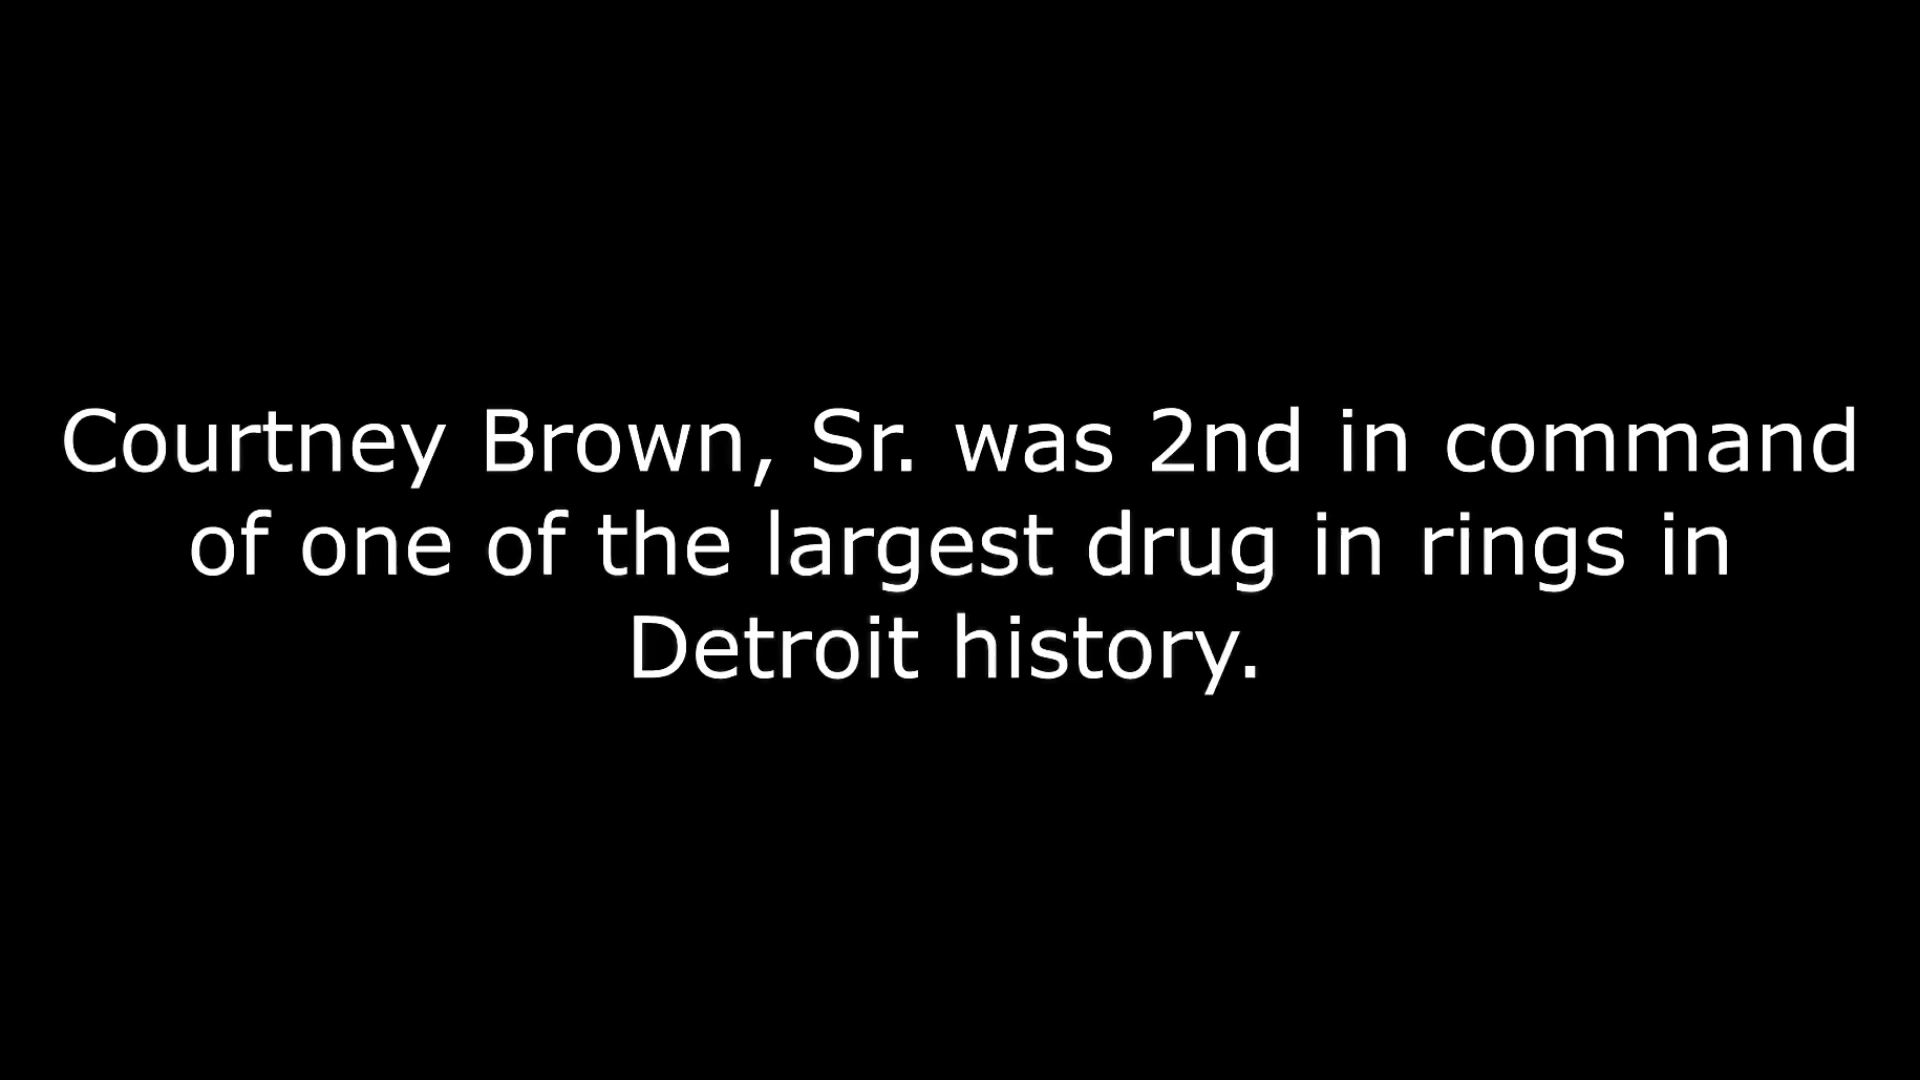 Courtney Brown, Sr. was 2nd in command
of one of the largest drug in rings in
Detroit history.